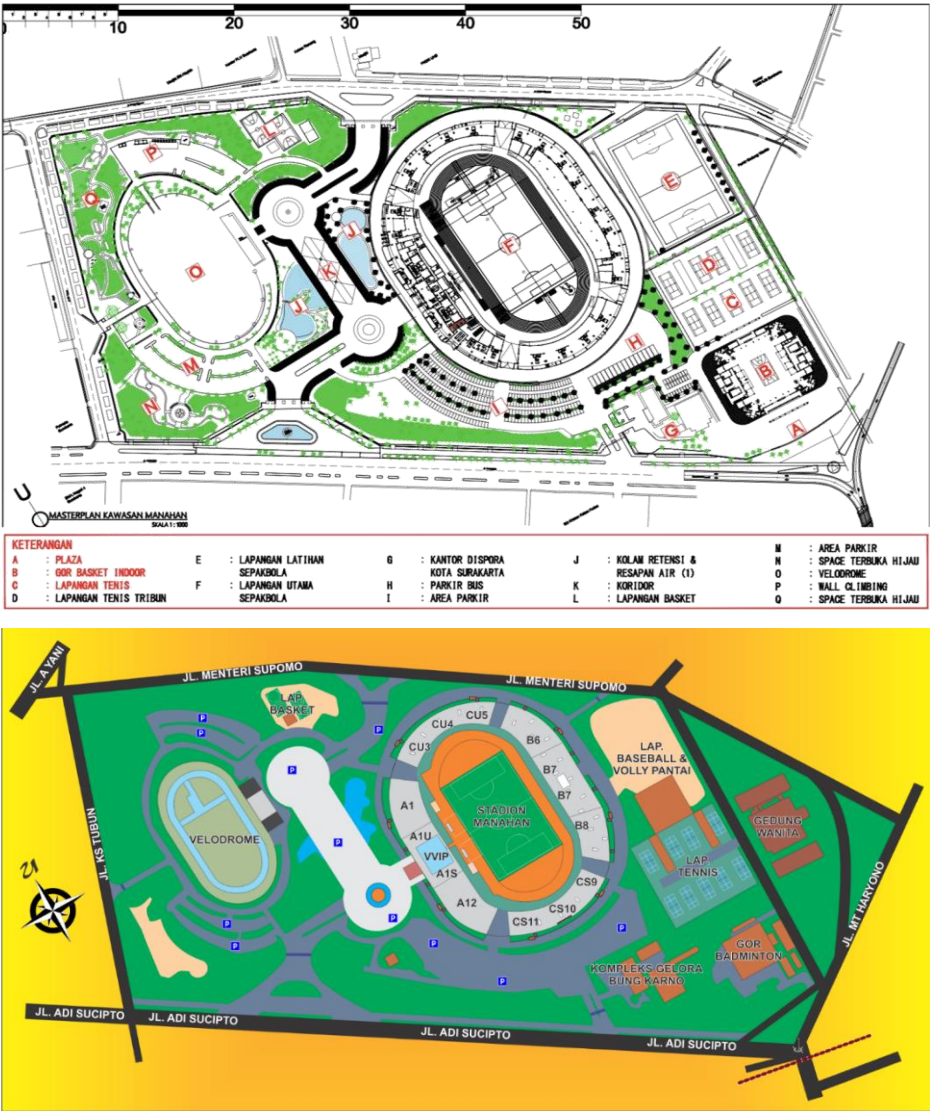 10 20 30 40 50
P
L
Q
E
J
F
O
K
D
J
C
H
M
B
N
I
G
A
U
MASTERPLAN KAWASAN MANAHAN
SKALA 1 : 1000
KETERANGAN
A : PLAZA
B : GOR BASKET INDOOR
C : LAPANGAN TENIS
D : LAPANGAN TENIS TRIBUN
E : LAPANGAN LATIHAN
SEPAKBOLA
F : LAPANGAN UTAMA
SEPAKBOLA
G : KANTOR DISPORA
KOTA SURAKARTA
H : PARKIR BUS
I : AREA PARKIR
J : KOLAM RETENSI &
RESAPAN AIR (1)
K : KORIDOR
L : LAPANGAN BASKET
M : AREA PARKIR
N : SPACE TERBUKA HIJAU
O : VELODROME
P : WALL CLIMBING
Q : SPACE TERBUKA HIJAU
JL. A YANI
JL. MENTERI SUPOMO
JL. MENTERI SUPOMO
LAP.
BASKET
P
P
P
P
P
P
P
P
P
P
P
CU5
CU4
CU3
B6
B7
B7
B8
A1
A1U
VVIP
A1S
A12
CS9
CS10
CS11
STADION
MANAHAN
LAP.
BASEBALL &
VOLLY PANTAI
GEDUNG
WANITA
VELODROME
LAP.
TENNIS
JL. KS TUBUN
U
GOR
BADMINTON
KOMPLEKS GELORA
BUNG KARNO
JL. MT HARYONO
JL. ADI SUCIPTO
JL. ADI SUCIPTO
JL. ADI SUCIPTO
JL. ADI SUCIPTO